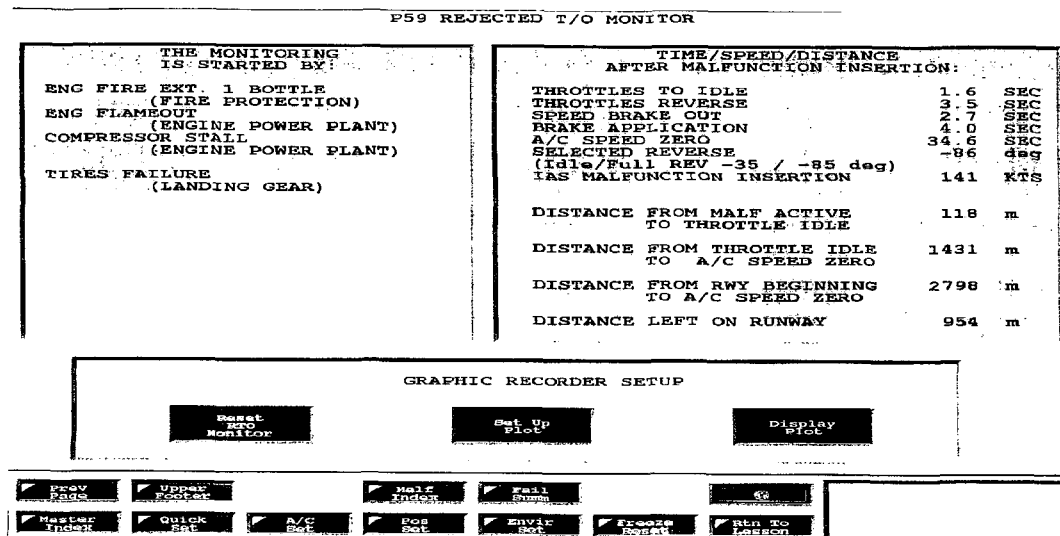 P59 REJECTED T/O MONITOR
THE MONITORING
IS STARTED BY:
ENG FIRE EXT. 1 BOTTLE
(FIRE PROTECTION)
ENG FLAMEOUT
(ENGINE POWER PLANT)
COMPRESSOR STALL
(ENGINE POWER PLANT)
TIRES FAILURE
(LANDING GEAR)
TIME/SPEED/DISTANCE
AFTER MALFUNCTION INSERTION:
THROTTLES TO IDLE 1.6 SEC
THROTTLES REVERSE 3.5 SEC
SPEED BRAKE OUT 2.7 SEC
BRAKE APPLICATION 4.0 SEC
A/C SPEED ZERO 34.6 SEC
SELECTED REVERSE -86 deg
(Idle/Full REV -35 / -85 deg)
IAS MALFUNCTION INSERTION 141 KTS
DISTANCE FROM MALF ACTIVE 118 m
TO THROTTLE IDLE
DISTANCE FROM THROTTLE IDLE 1431 m
TO A/C SPEED ZERO
DISTANCE FROM RWY BEGINNING 2798 m
TO A/C SPEED ZERO
DISTANCE LEFT ON RUNWAY 954 m
GRAPHIC RECORDER SETUP
Reset
RTO
Monitor
Set Up
Plot
Display
Plot
Prev
Page
Upper
Footer
Malf
Index
Fail
Summ
Master
Index
Quick
Set
A/C
Set
Pos
Set
Envir
Set
Freeze
Reset
Rtn To
Lesson